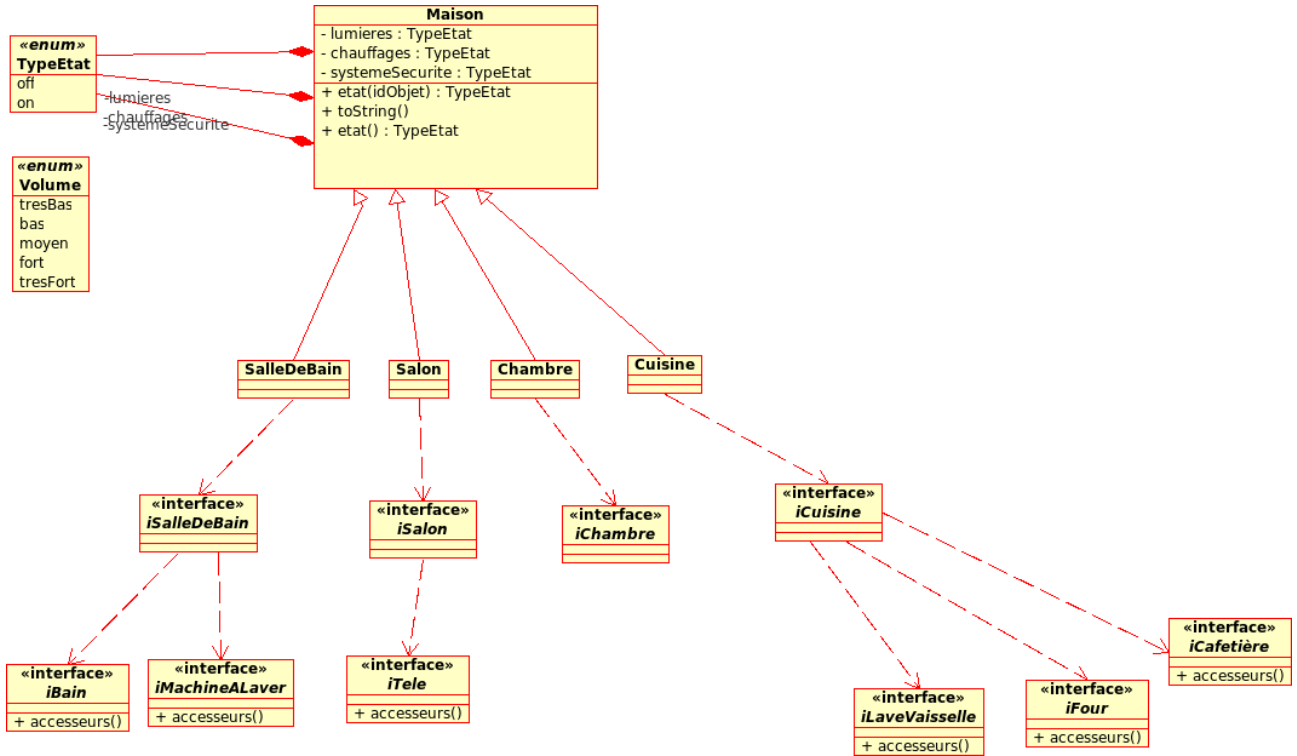 Maison
- lumieres : TypeEtat
- chauffages : TypeEtat
- systemeSecurite : TypeEtat
+ etat(idObjet) : TypeEtat
+ toString()
+ etat() : TypeEtat
«enum»
TypeEtat
off
on
-lumieres
-chauffages
-systemeSecurite
«enum»
Volume
tresBas
bas
moyen
fort
tresFort
SalleDeBain
Salon
Chambre
Cuisine
«interface»
iSalleDeBain
«interface»
iSalon
«interface»
iChambre
«interface»
iCuisine
«interface»
iBain
+ accesseurs()
«interface»
iMachineALaver
+ accesseurs()
«interface»
iTele
+ accesseurs()
«interface»
iLaveVaisselle
+ accesseurs()
«interface»
iFour
+ accesseurs()
«interface»
iCafetière
+ accesseurs()